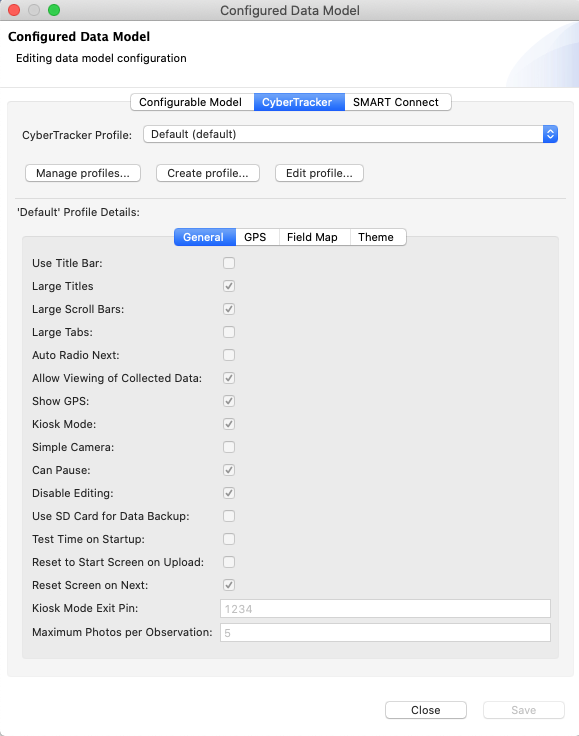 Configured Data Model
Configured Data Model
Editing data model configuration
Configurable Model CyberTracker SMART Connect
CyberTracker Profile: Default (default)
Manage profiles... Create profile... Edit profile...
'Default' Profile Details:
General GPS Field Map Theme
Use Title Bar:
Large Titles
Large Scroll Bars:
Large Tabs:
Auto Radio Next:
Allow Viewing of Collected Data:
Show GPS:
Kiosk Mode:
Simple Camera:
Can Pause:
Disable Editing:
Use SD Card for Data Backup:
Test Time on Startup:
Reset to Start Screen on Upload:
Reset Screen on Next:
Kiosk Mode Exit Pin: 1234
Maximum Photos per Observation: 5
Close Save